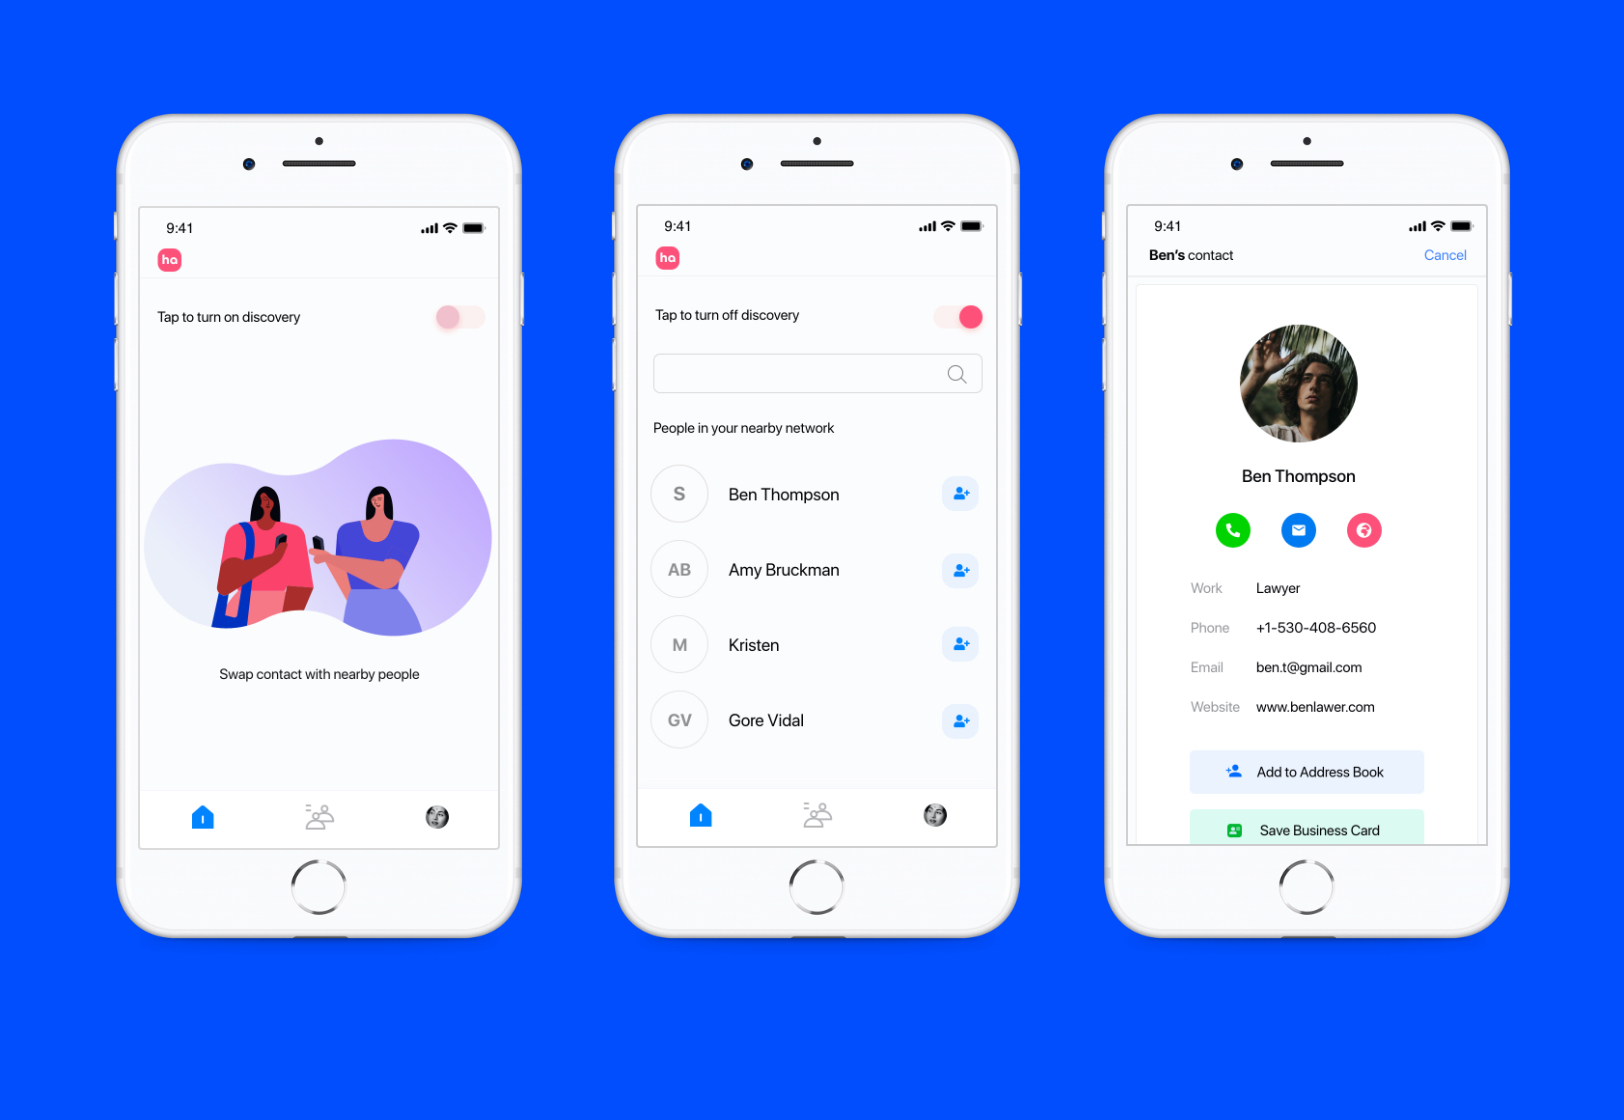 9:41
ha
Tap to turn on discovery
Swap contact with nearby people
9:41
ha
Tap to turn off discovery
People in your nearby network
S Ben Thompson
AB Amy Bruckman
M Kristen
GV Gore Vidal
9:41
Ben's contact Cancel
Ben Thompson
Work Lawyer
Phone +1-530-408-6560
Email ben.t@gmail.com
Website www.benlawer.com
Add to Address Book
Save Business Card